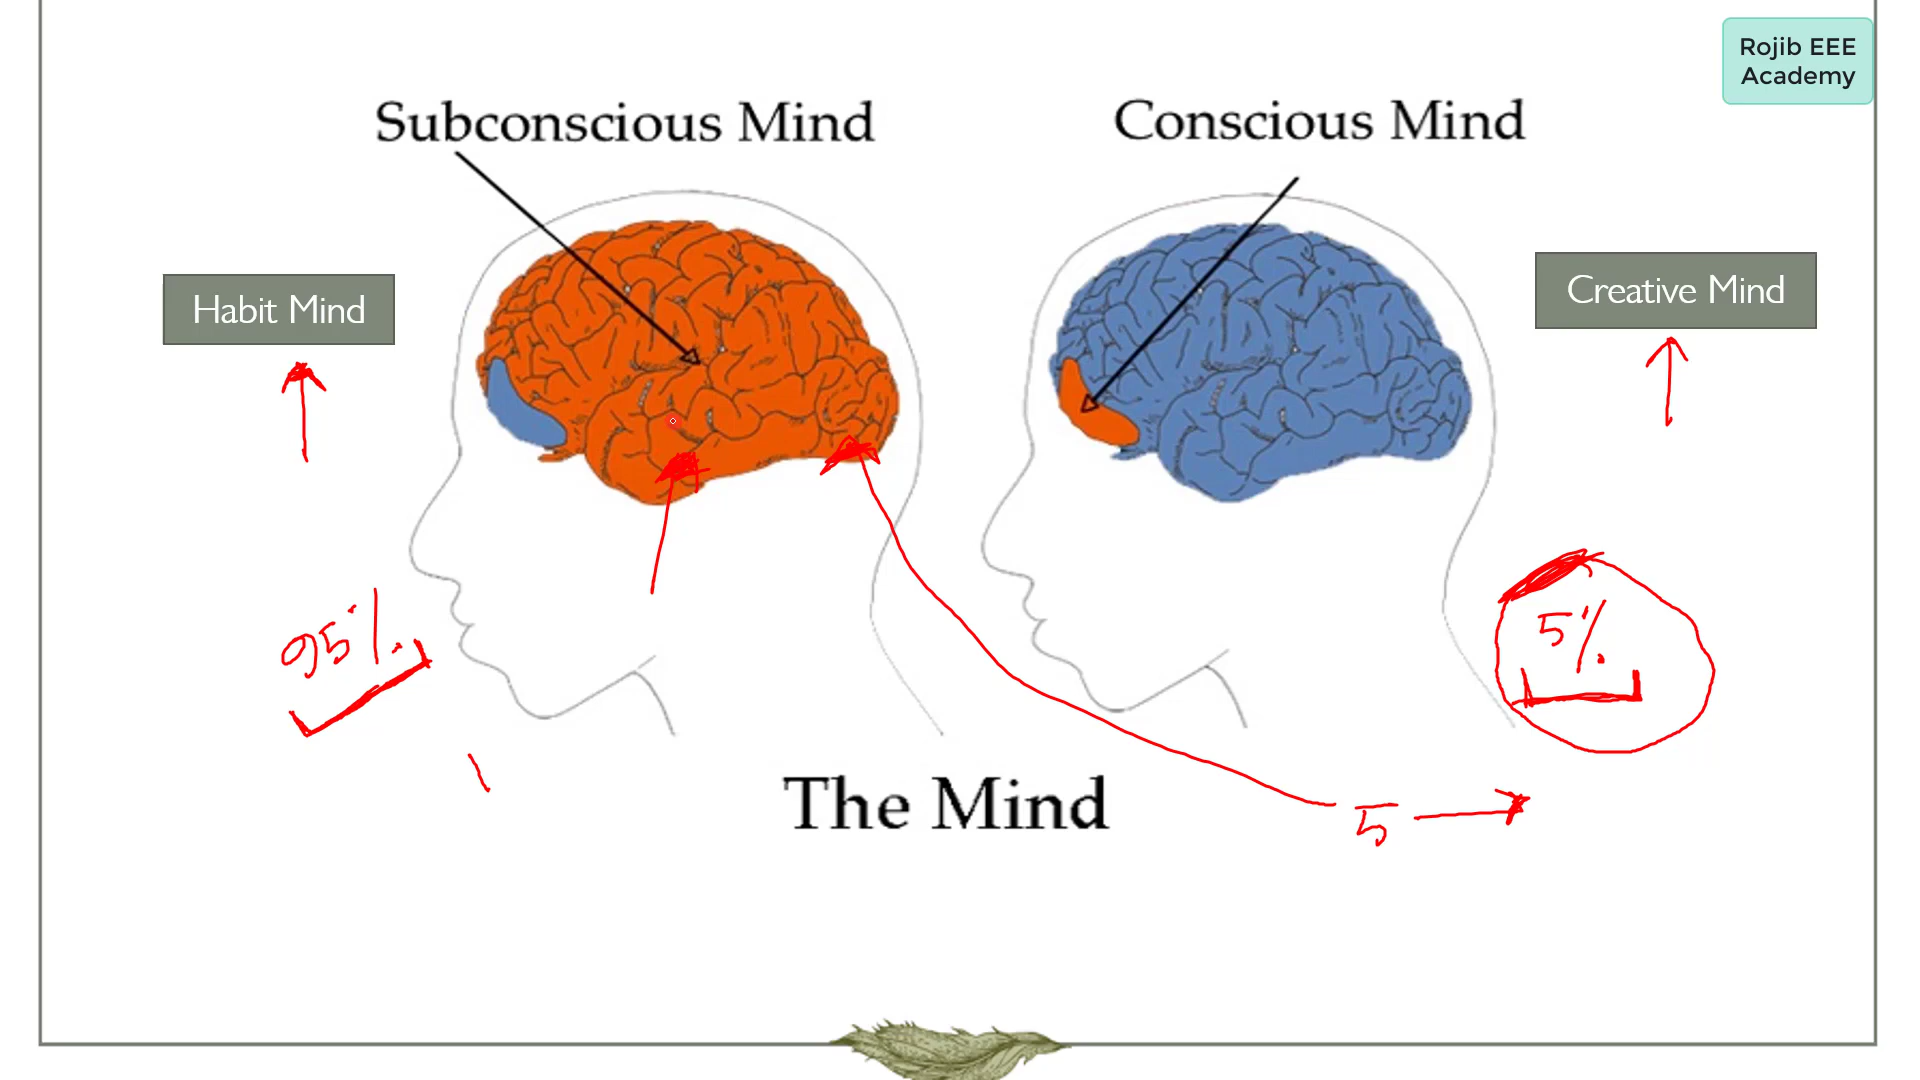 Rojib EEE
Academy
Subconscious Mind
Conscious Mind
Habit Mind
Creative Mind
95%
5%
The Mind
5